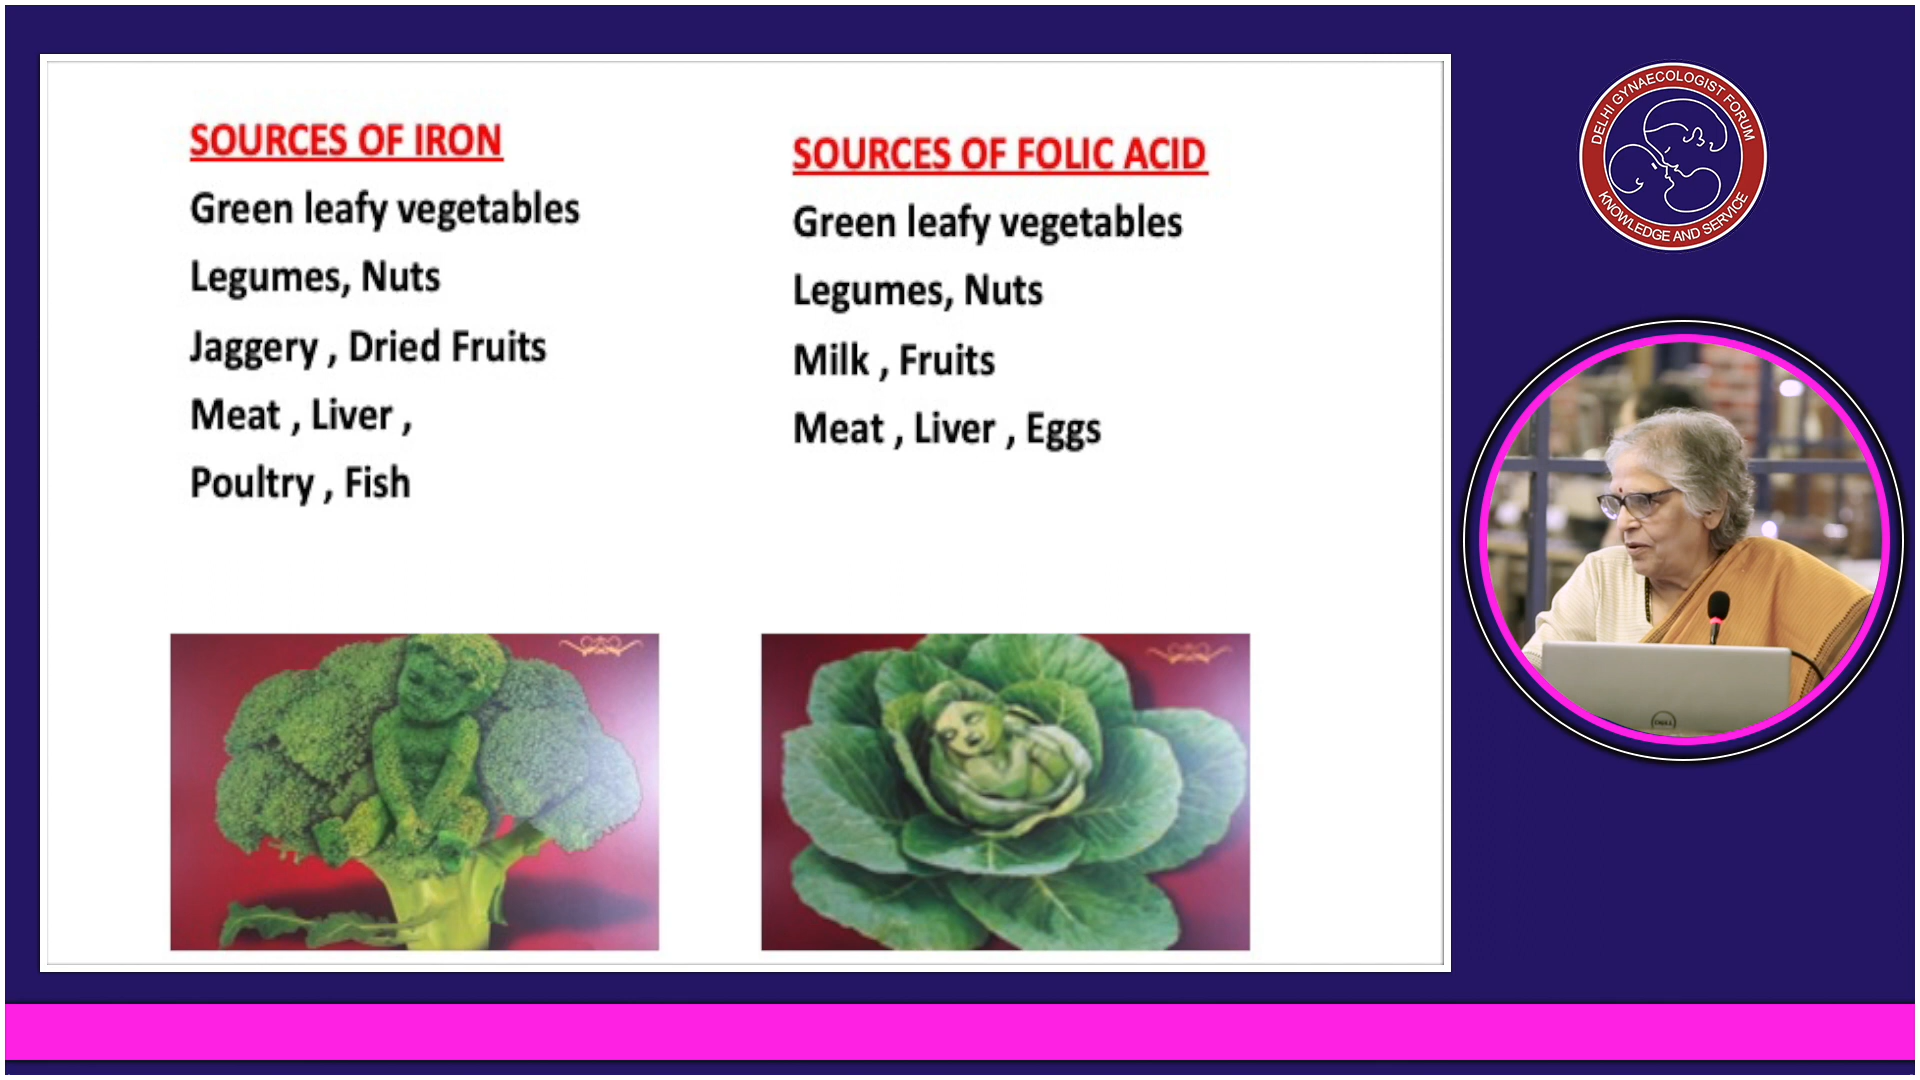 SOURCES OF IRON
Green leafy vegetables
Legumes, Nuts
Jaggery , Dried Fruits
Meat , Liver ,
Poultry , Fish
SOURCES OF FOLIC ACID
Green leafy vegetables
Legumes, Nuts
Milk , Fruits
Meat , Liver , Eggs
DELHI GYNAECOLOGIST FORUM
KNOWLEDGE AND SERVICE
DELL